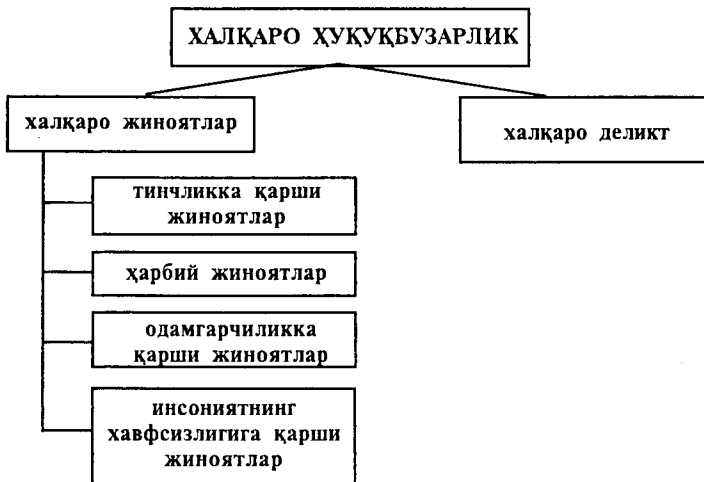 ХАЛҚАРО ҲУҚУҚБУЗАРЛИК
халқаро жиноятлар
халқаро деликт
тинчликка қарши
жиноятлар
ҳарбий жиноятлар
одамгарчиликка
қарши жиноятлар
инсониятнинг
хавфсизлигига қарши
жиноятлар